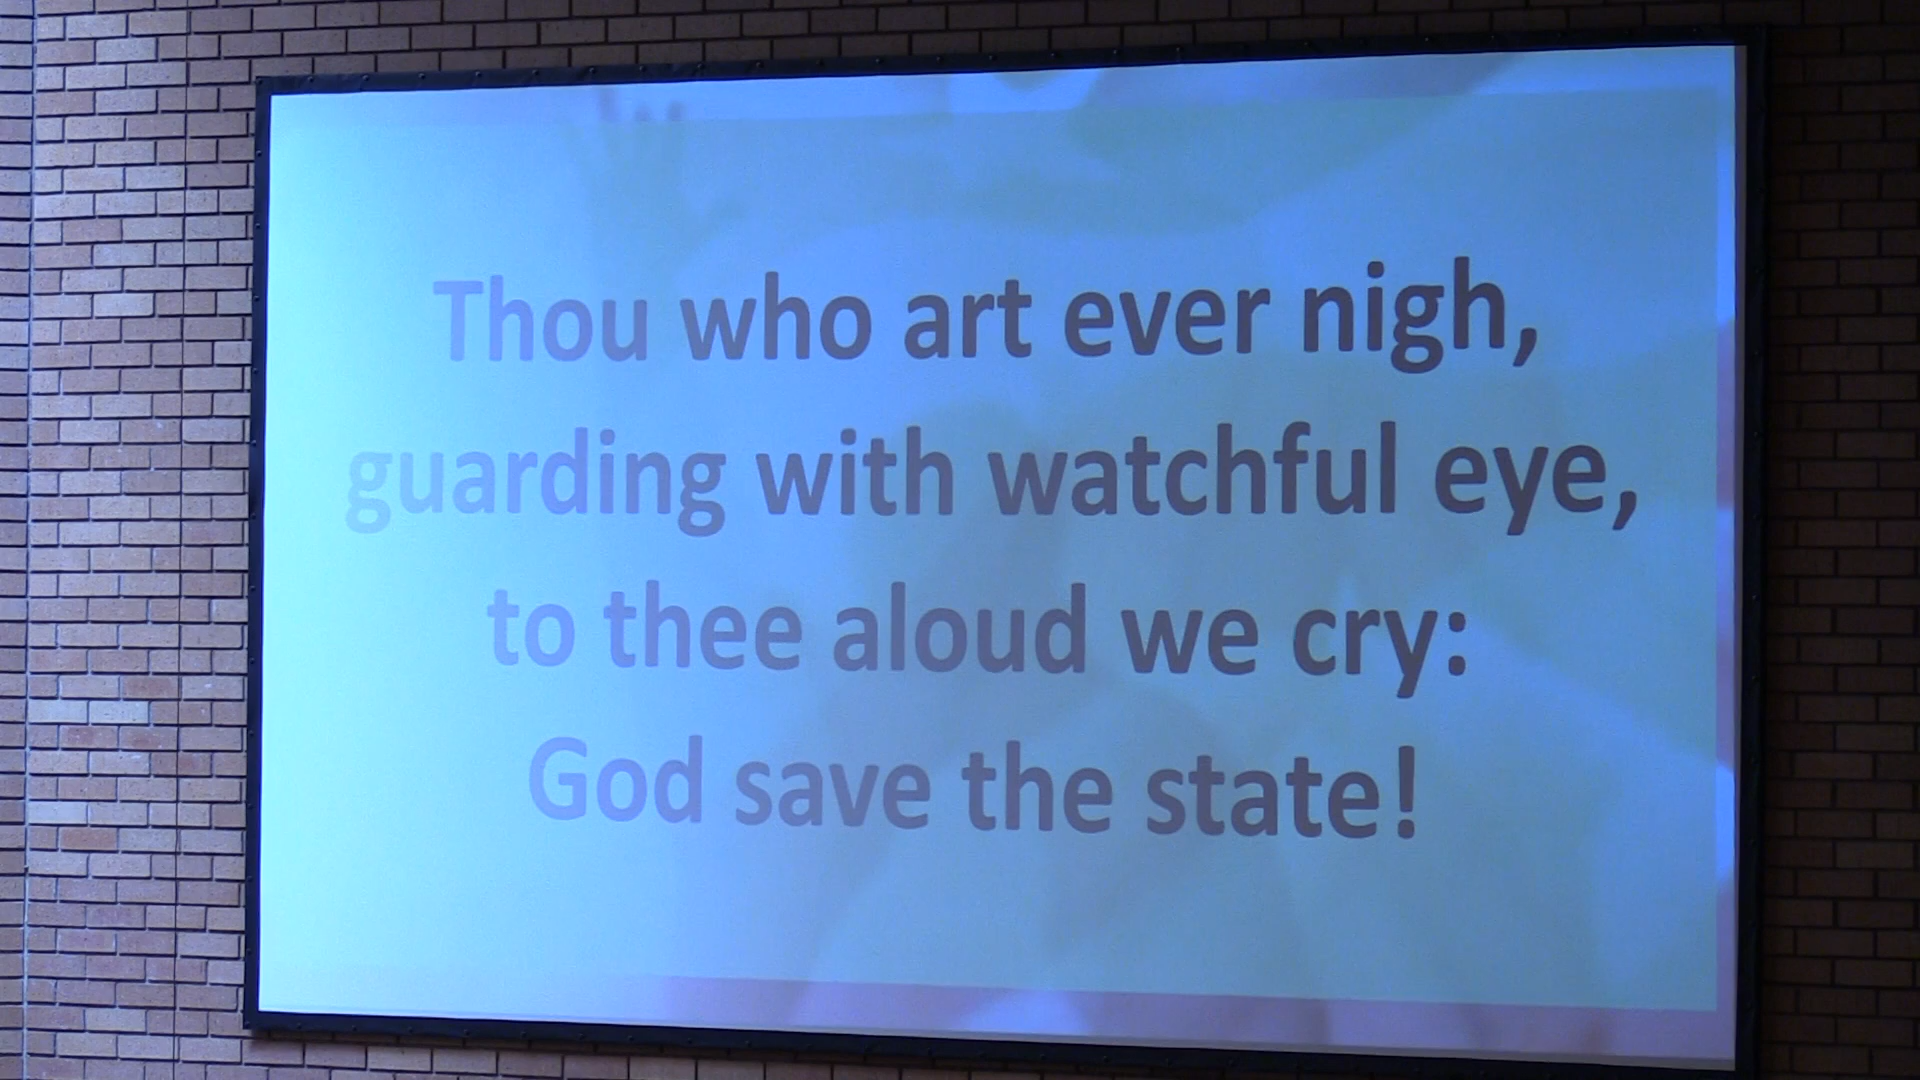 Thou who art ever nigh,
guarding with watchful eye,
to thee aloud we cry:
God save the state!